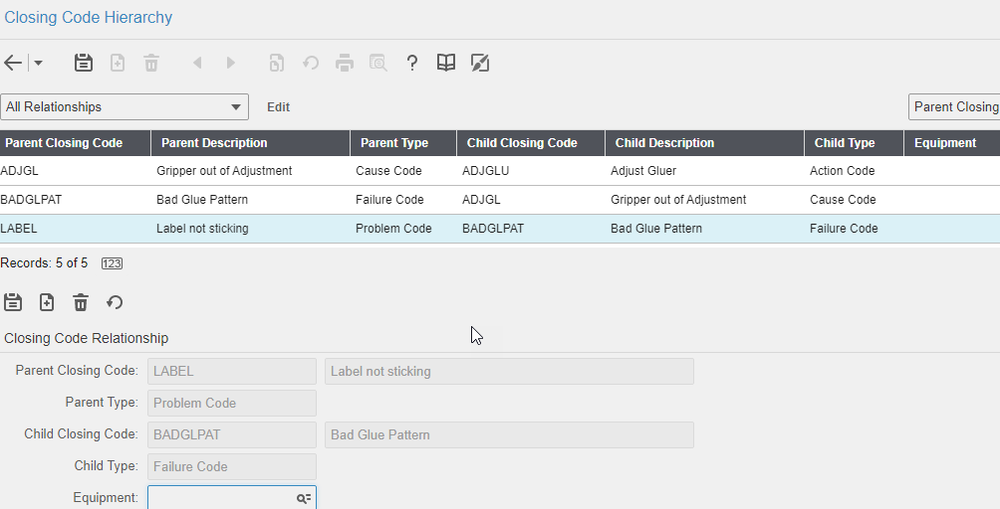 Closing Code Hierarchy
All Relationships Edit Parent Closing
Parent Closing Code Parent Description Parent Type Child Closing Code Child Description Child Type Equipment
ADJGL Gripper out of Adjustment Cause Code ADJGLU Adjust Gluer Action Code
BADGLPAT Bad Glue Pattern Failure Code ADJGL Gripper out of Adjustment Cause Code
LABEL Label not sticking Problem Code BADGLPAT Bad Glue Pattern Failure Code
Records: 5 of 5 123
Closing Code Relationship
Parent Closing Code: LABEL Label not sticking
Parent Type: Problem Code
Child Closing Code: BADGLPAT Bad Glue Pattern
Child Type: Failure Code
Equipment: